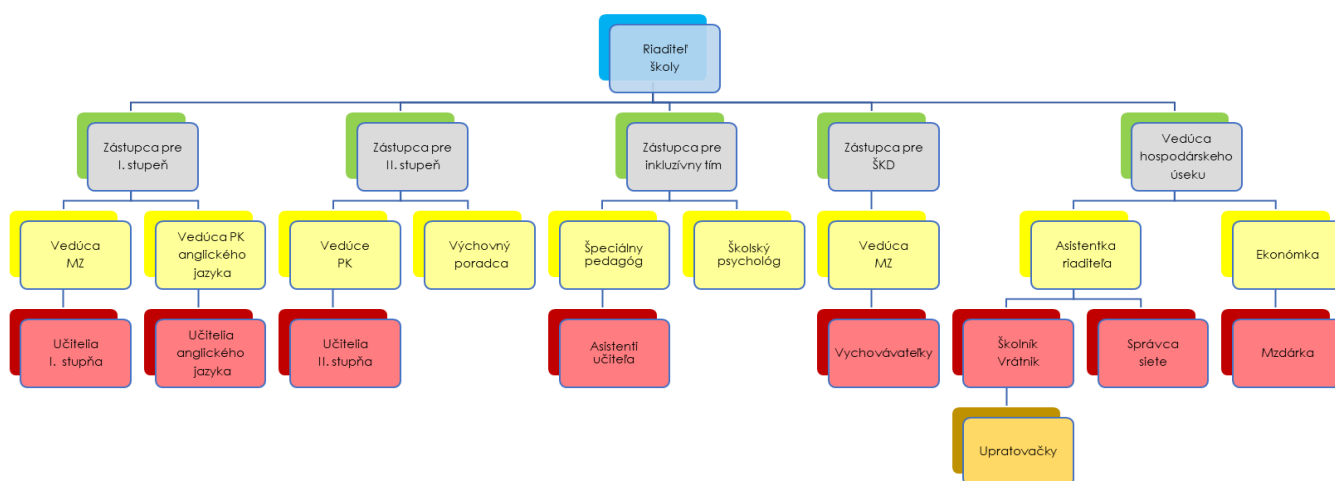 Riaditeľ
školy
Zástupca pre
I. stupeň
Zástupca pre
II. stupeň
Zástupca pre
inkluzívny tím
Zástupca pre
ŠKD
Vedúca
hospodárskeho
úseku
Vedúca
MZ
Vedúca PK
anglického
jazyka
Vedúce
PK
Výchovný
poradca
Špeciálny
pedagóg
Školský
psychológ
Vedúca
MZ
Asistentka
riaditeľa
Ekonómka
Učitelia
I. stupňa
Učitelia
anglického
jazyka
Učitelia
II. stupňa
Asistenti
učiteľa
Vychovávateľky
Školník
Vrátnik
Správca
siete
Mzdárka
Upratovačky